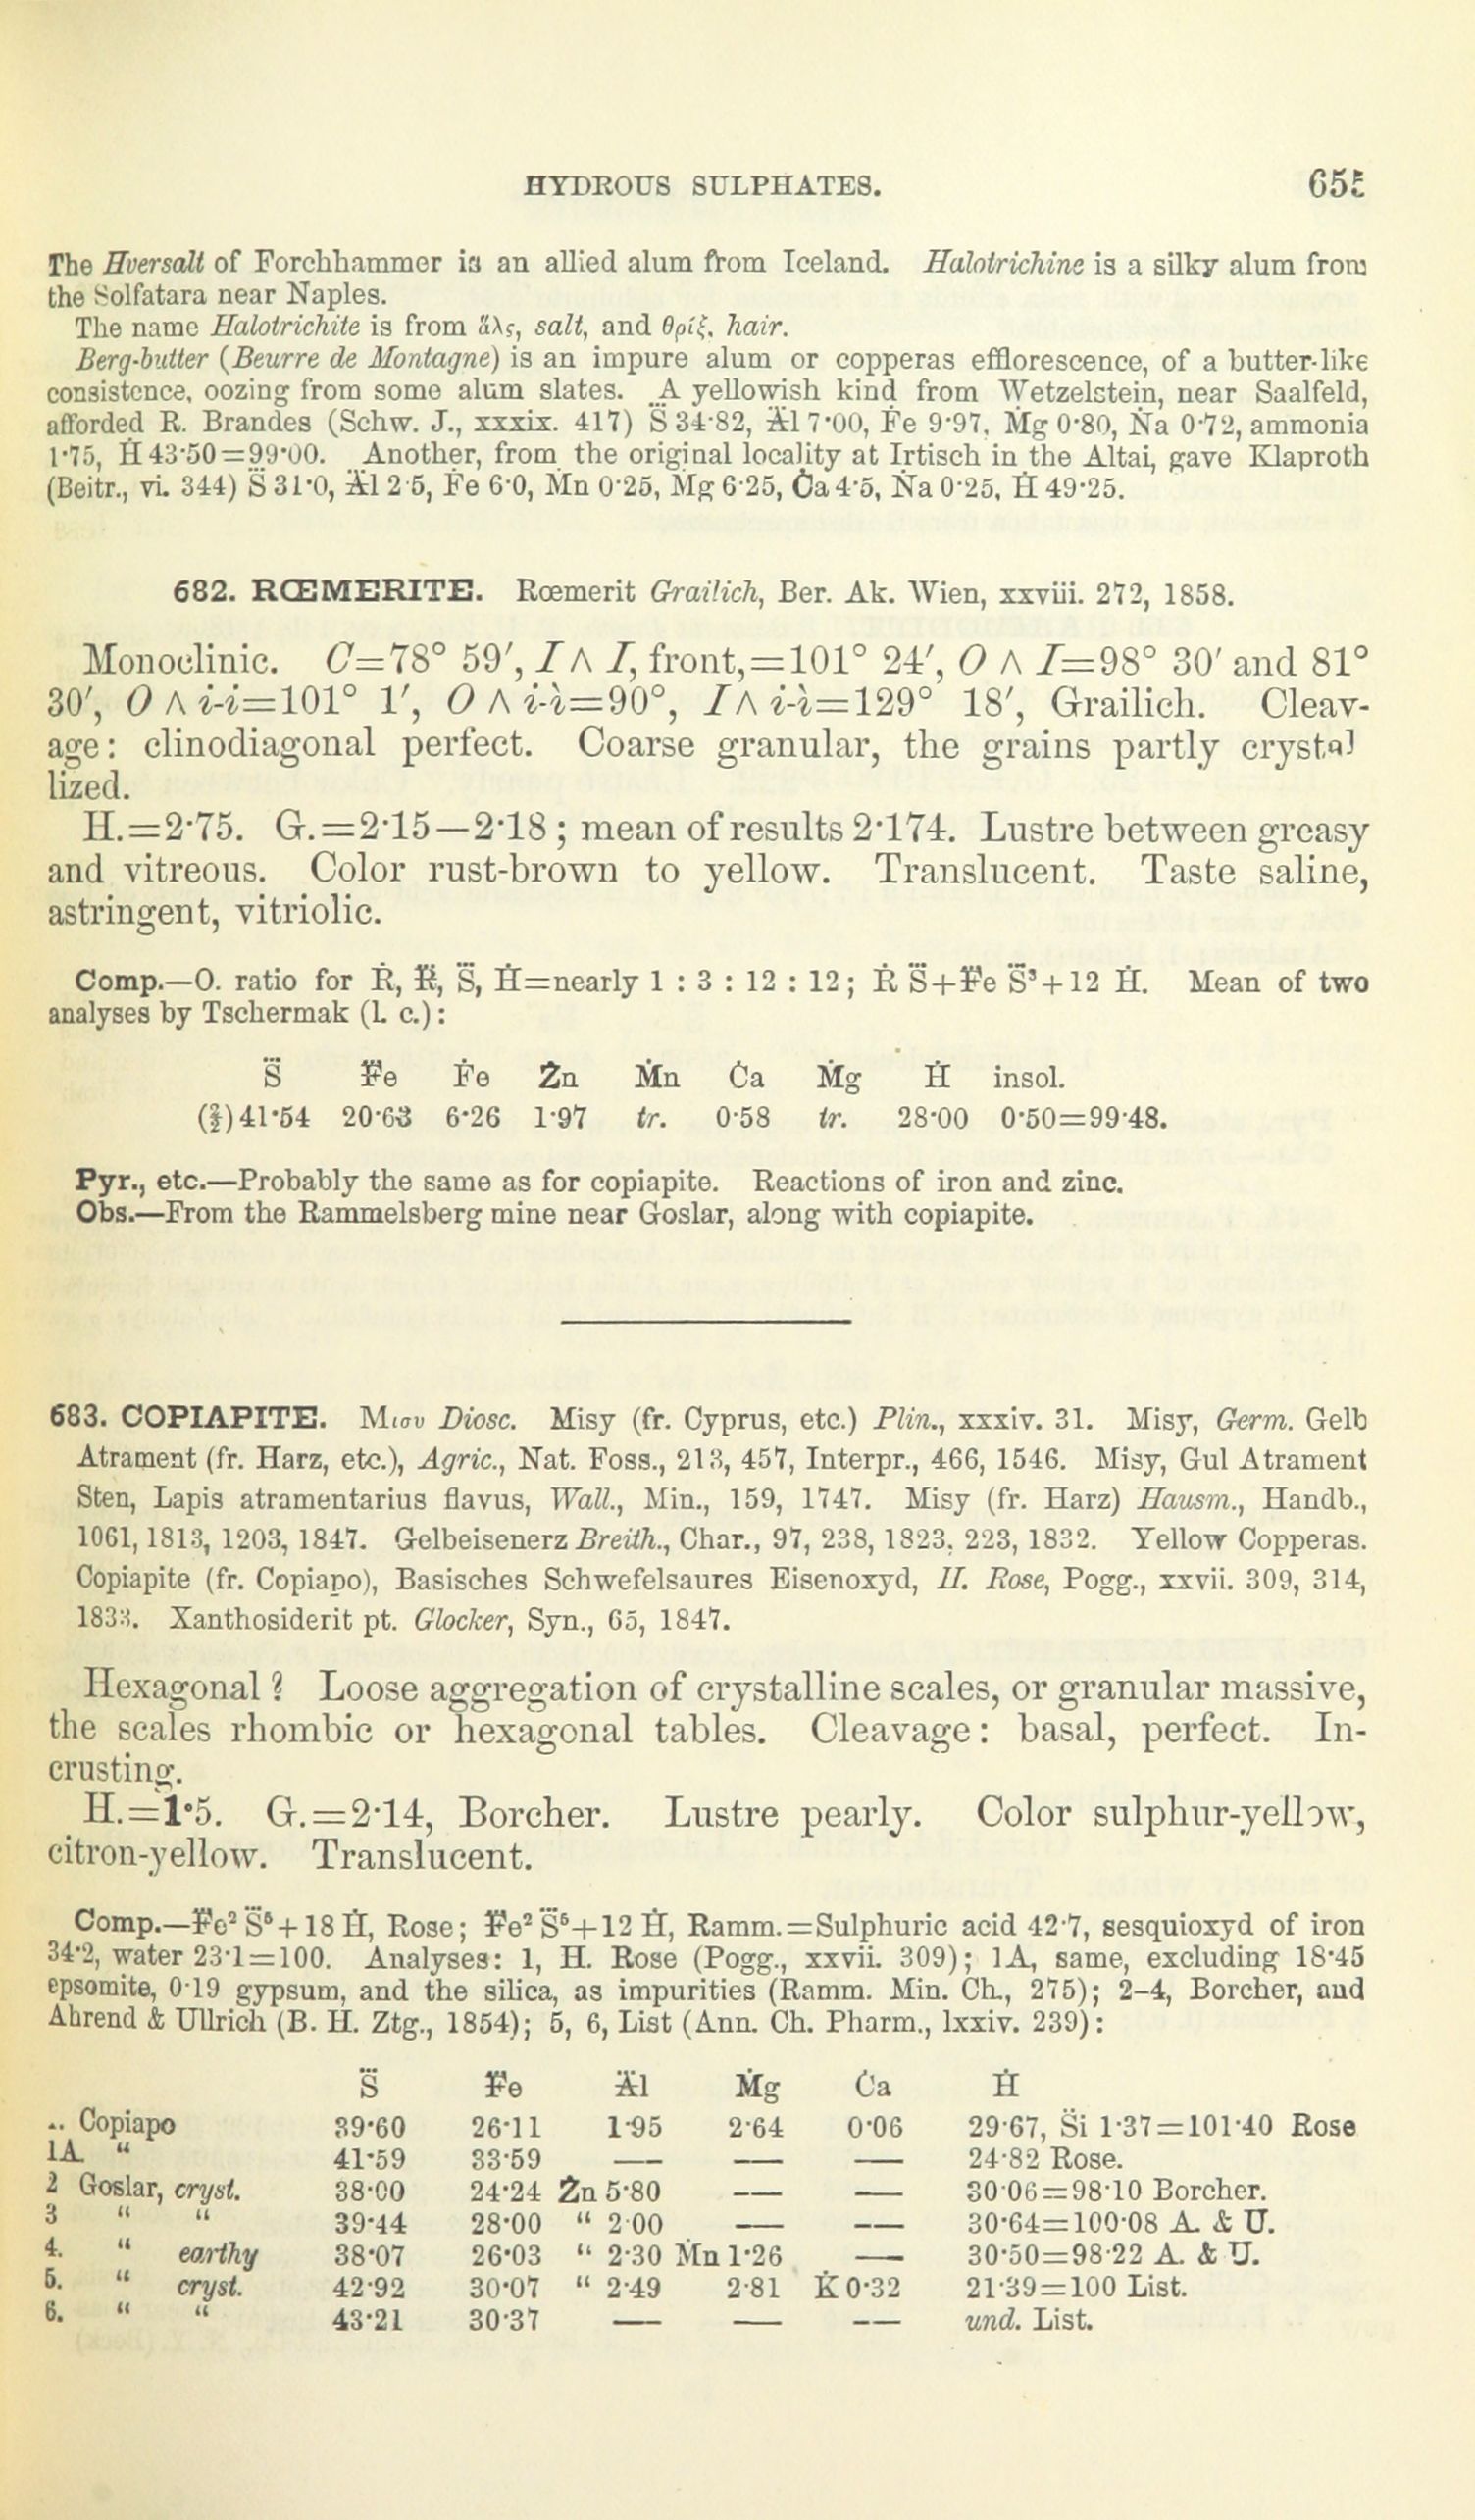 HYDROUS SULPHATES. 655
The Hversalt of Forchhammer is an allied alum from Iceland. Halotrichine is a silky alum from
the Solfatara near Naples.
The name Halotrichite is from ἅλς, salt, and θρίξ, hair.
Berg-butter (Beurre de Montagne) is an impure alum or copperas efflorescence, of a butter-like
consistence, oozing from some alum slates. A yellowish kind from Wetzelstein, near Saalfeld,
afforded R. Brandes (Schw. J., xxxix. 417) S⃛ 34·82, Ä̶l 7·00, Ḟe 9·97, Ṁg 0·80, Ṅa 0·72, ammonia
1·75, Ḣ 43·50=99·00. Another, from the original locality at Irtisch in the Altai, gave Klaproth
(Beitr., vi. 344) S⃛ 31·0, Ä̶l 2·5, Ḟe 6·0, Ṁn 0·25, Ṁg 6·25, Ċa 4·5, Ṅa 0·25, Ḣ 49·25.
682. RŒMERITE. Rœmerit Grailich, Ber. Ak. Wien, xxviii. 272, 1858.
Monoclinic. C=78° 59′, I ∧ I, front,=101° 24′, O ∧ I=98° 30′ and 81°
30′, O ∧ i-i=101° 1′, O ∧ i-ì=90°, I ∧ i-ì=129° 18′, Grailich. Cleav-
age: clinodiagonal perfect. Coarse granular, the grains partly crystal
lized.
H.=2·75. G.=2·15—2·18; mean of results 2·174. Lustre between greasy
and vitreous. Color rust-brown to yellow. Translucent. Taste saline,
astringent, vitriolic.
Comp.—O. ratio for Ṙ, R̶⃛, S⃛, Ḣ=nearly 1 : 3 : 12 : 12; Ṙ S⃛+F̶⃛e S⃛³+12 Ḣ. Mean of two
analyses by Tschermak (l. c.):
S⃛ F̶⃛e Ḟe Żn Ṁn Ċa Ṁg Ḣ insol.
(⅔) 41·54 20·63 6·26 1·97 tr. 0·58 tr. 28·00 0·50=99·48.
Pyr., etc.—Probably the same as for copiapite. Reactions of iron and zinc.
Obs.—From the Rammelsberg mine near Goslar, along with copiapite.
683. COPIAPITE. Μισυ Diosc. Misy (fr. Cyprus, etc.) Plin., xxxiv. 31. Misy, Germ. Gelb
Atrament (fr. Harz, etc.), Agric., Nat. Foss., 213, 457, Interpr., 466, 1546. Misy, Gul Atrament
Sten, Lapis atramentarius flavus, Wall., Min., 159, 1747. Misy (fr. Harz) Hausm., Handb.,
1061, 1813, 1203, 1847. Gelbeisenerz Breith., Char., 97, 238, 1823, 223, 1832. Yellow Copperas.
Copiapite (fr. Copiapo), Basisches Schwefelsaures Eisenoxyd, H. Rose, Pogg., xxvii. 309, 314,
1833. Xanthosiderit pt. Glocker, Syn., 65, 1847.
Hexagonal? Loose aggregation of crystalline scales, or granular massive,
the scales rhombic or hexagonal tables. Cleavage: basal, perfect. In-
crusting.
H.=1·5. G.=2·14, Borcher. Lustre pearly. Color sulphur-yellow,
citron-yellow. Translucent.
Comp.—F̶⃛e² S⃛⁵+18 Ḣ, Rose; F̶⃛e² S⃛⁵+12 Ḣ, Ramm.=Sulphuric acid 42·7, sesquioxyd of iron
34·2, water 23·1=100. Analyses: 1, H. Rose (Pogg., xxvii. 309); 1A, same, excluding 18·45
epsomite, 0·19 gypsum, and the silica, as impurities (Ramm. Min. Ch., 275); 2–4, Borcher, and
Ahrend & Ullrich (B. H. Ztg., 1854); 5, 6, List (Ann. Ch. Pharm., lxxiv. 239):
S⃛ F̶⃛e Ä̶l Ṁg Ċa Ḣ
.. Copiapo 39·60 26·11 1·95 2·64 0·06 29·67, S̈i 1·37=101·40 Rose
1A “ 41·59 33·59 — — — 24·82 Rose.
2 Goslar, cryst. 38·00 24·24 Żn 5·80 — — 30·06=98·10 Borcher.
3 “ “ 39·44 28·00 “ 2·00 — — 30·64=100·08 A. & U.
4. “ earthy 38·07 26·03 “ 2·30 Ṁn 1·26 — 30·50=98·22 A. & U.
5. “ cryst. 42·92 30·07 “ 2·49 2·81 K̇ 0·32 21·39=100 List.
6. “ “ 43·21 30·37 — — — und. List.